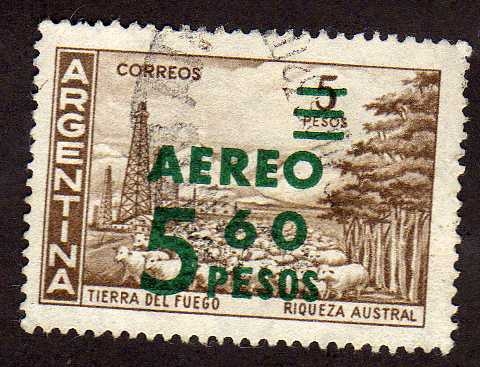 ARGENTINA
CORREOS
5
PESOS
AEREO
5 60
PESOS
TIERRA DEL FUEGO
RIQUEZA AUSTRAL